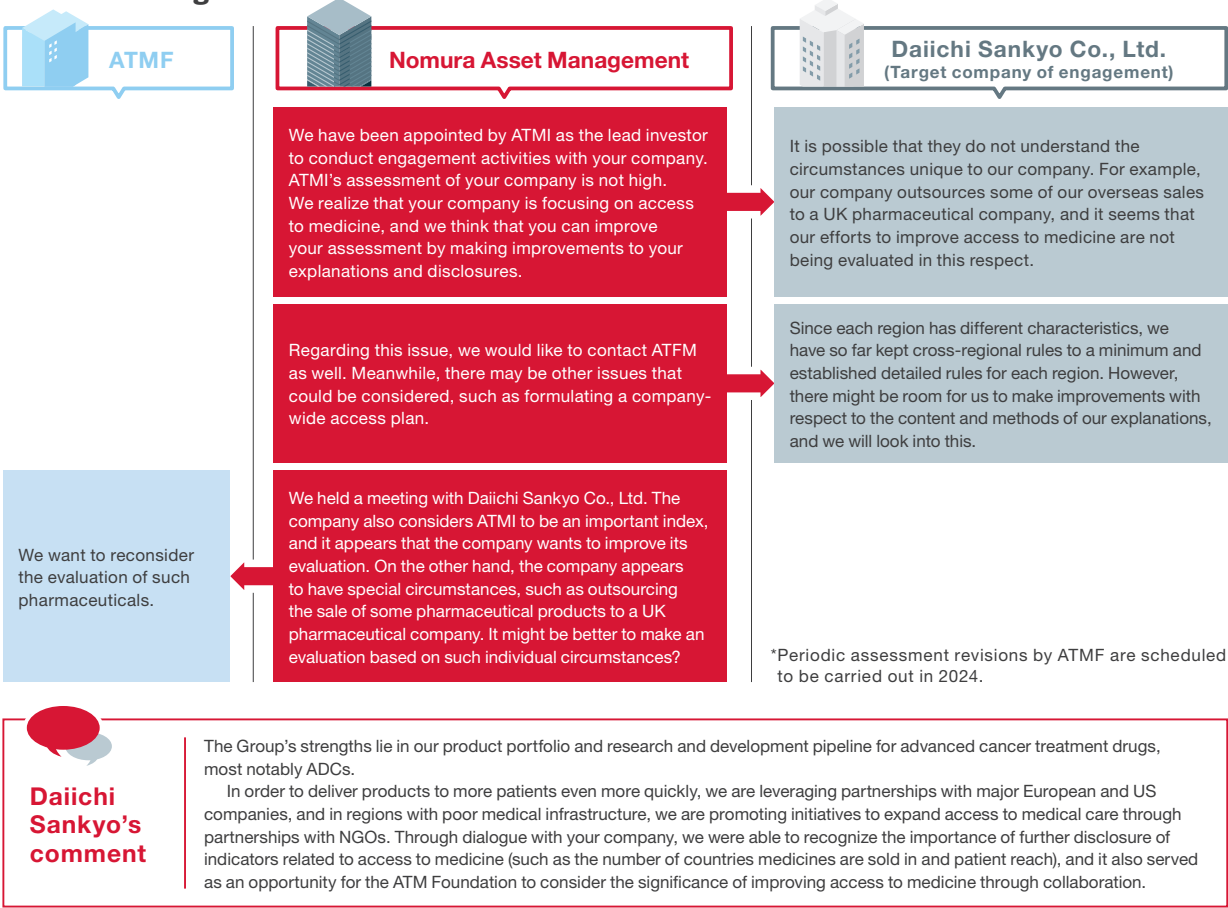 ATMF
Nomura Asset Management
Daiichi Sankyo Co., Ltd.
(Target company of engagement)
We have been appointed by ATMI as the lead investor
to conduct engagement activities with your company.
ATMI's assessment of your company is not high.
We realize that your company is focusing on access
to medicine, and we think that you can improve
your assessment by making improvements to your
explanations and disclosures.
It is possible that they do not understand the
circumstances unique to our company. For example,
our company outsources some of our overseas sales
to a UK pharmaceutical company, and it seems that
our efforts to improve access to medicine are not
being evaluated in this respect.
Regarding this issue, we would like to contact ATFM
as well. Meanwhile, there may be other issues that
could be considered, such as formulating a company-
wide access plan.
Since each region has different characteristics, we
have so far kept cross-regional rules to a minimum and
established detailed rules for each region. However,
there might be room for us to make improvements with
respect to the content and methods of our explanations,
and we will look into this.
We want to reconsider
the evaluation of such
pharmaceuticals.
We held a meeting with Daiichi Sankyo Co., Ltd. The
company also considers ATMI to be an important index,
and it appears that the company wants to improve its
evaluation. On the other hand, the company appears
to have special circumstances, such as outsourcing
the sale of some pharmaceutical products to a UK
pharmaceutical company. It might be better to make an
evaluation based on such individual circumstances?
*Periodic assessment revisions by ATMF are scheduled
to be carried out in 2024.
Daiichi
Sankyo's
comment
The Group's strengths lie in our product portfolio and research and development pipeline for advanced cancer treatment drugs,
most notably ADCs.
In order to deliver products to more patients even more quickly, we are leveraging partnerships with major European and US
companies, and in regions with poor medical infrastructure, we are promoting initiatives to expand access to medical care through
partnerships with NGOs. Through dialogue with your company, we were able to recognize the importance of further disclosure of
indicators related to access to medicine (such as the number of countries medicines are sold in and patient reach), and it also served
as an opportunity for the ATM Foundation to consider the significance of improving access to medicine through collaboration.